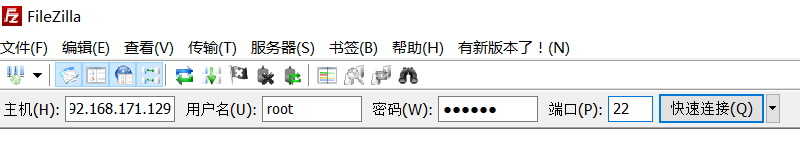 FileZilla
文件(F) 编辑(E) 查看(V) 传输(T) 服务器(S) 书签(B) 帮助(H) 有新版本了！(N)
主机(H): 92.168.171.129 用户名(U): root 密码(W): ●●●●●● 端口(P): 22 快速连接(Q)